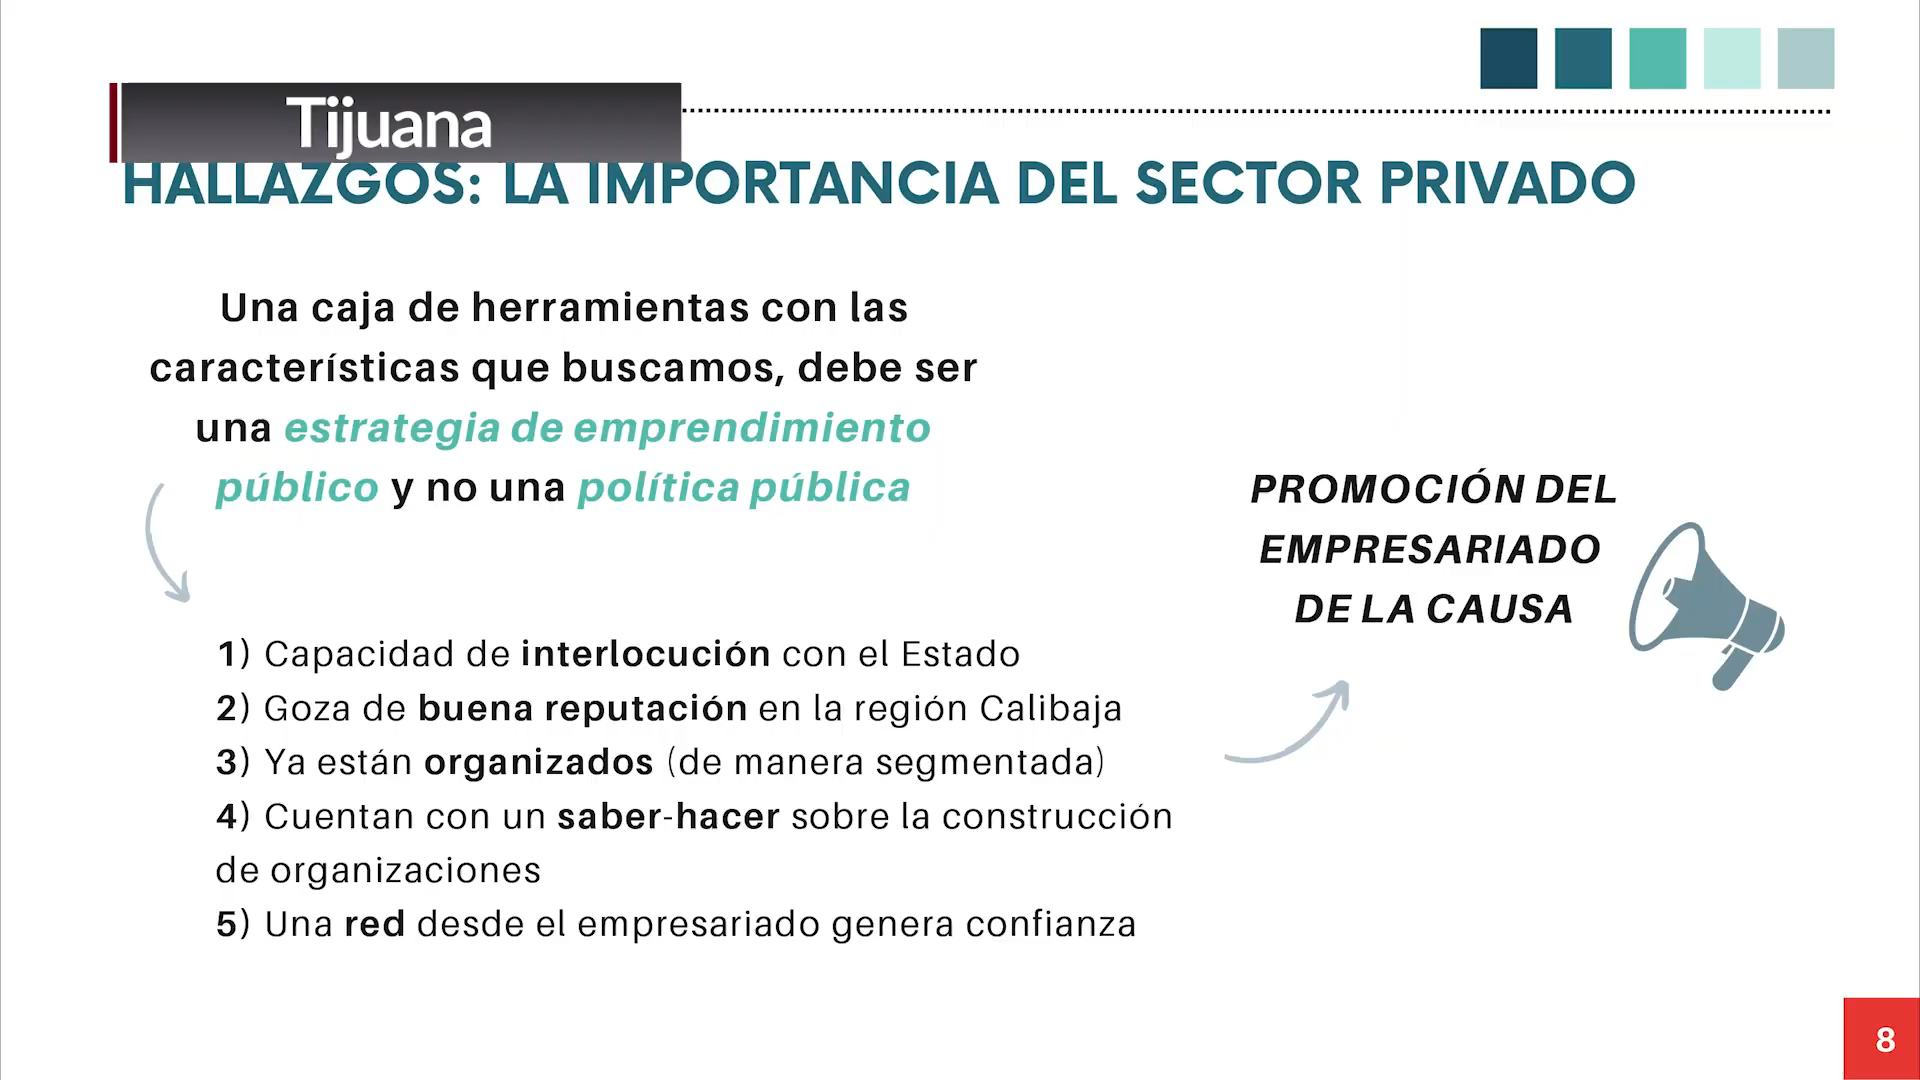 Tijuana
HALLAZGOS: LA IMPORTANCIA DEL SECTOR PRIVADO
Una caja de herramientas con las
características que buscamos, debe ser
una estrategia de emprendimiento
público y no una política pública
PROMOCIÓN DEL
EMPRESARIADO
DE LA CAUSA
1) Capacidad de interlocución con el Estado
2) Goza de buena reputación en la región Calibaja
3) Ya están organizados (de manera segmentada)
4) Cuentan con un saber-hacer sobre la construcción
de organizaciones
5) Una red desde el empresariado genera confianza
8